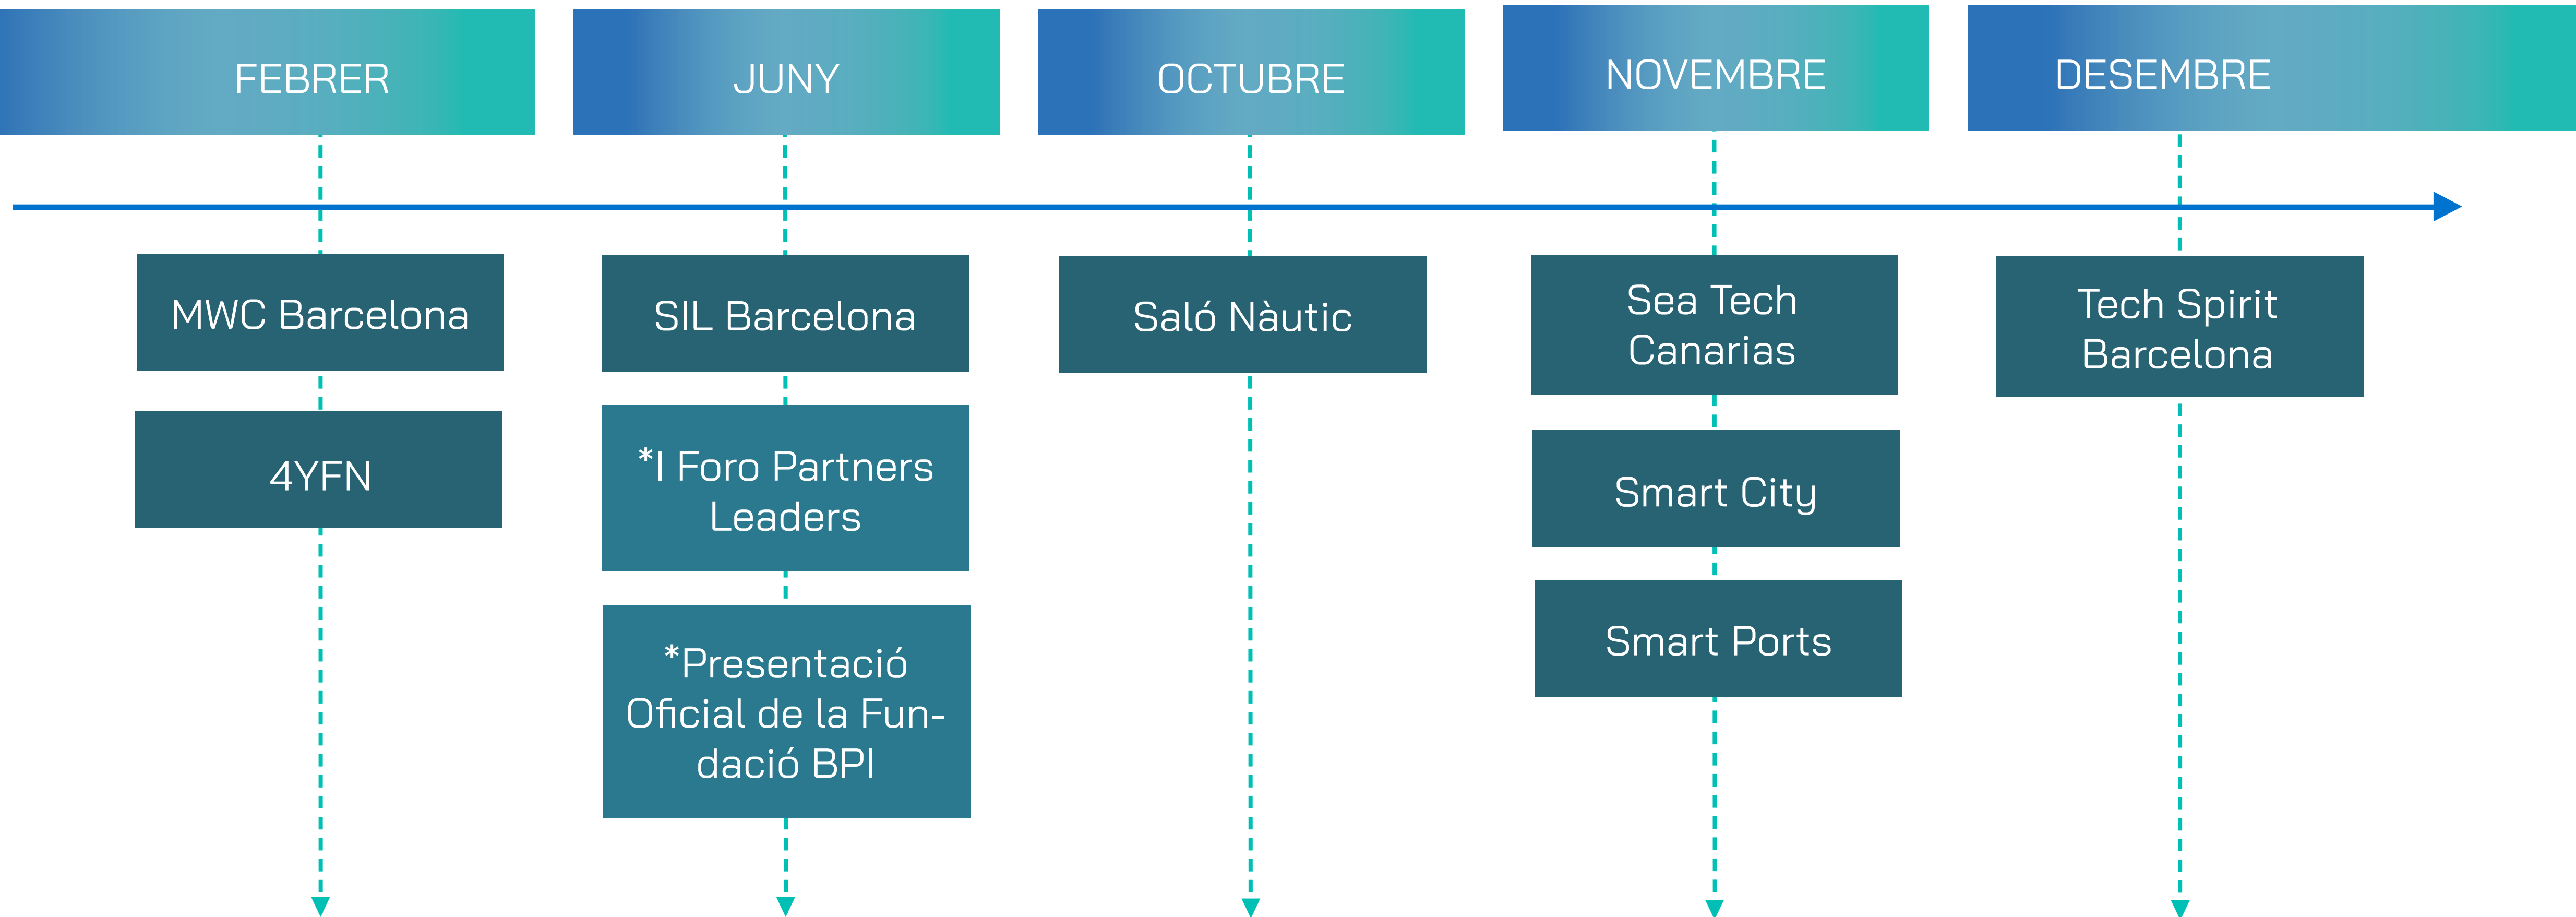 FEBRER
JUNY
OCTUBRE
NOVEMBRE
DESEMBRE
MWC Barcelona
4YFN
SIL Barcelona
*I Foro Partners
Leaders
*Presentació
Oficial de la Fun-
dació BPI
Saló Nàutic
Sea Tech
Canarias
Smart City
Smart Ports
Tech Spirit
Barcelona